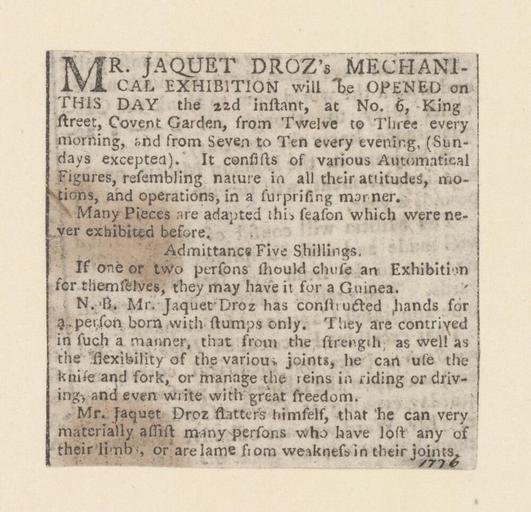 MR. JAQUET DROZ's MECHANI-
CAL EXHIBITION will be OPENED on
THIS DAY the 22d inſtant, at No. 6, King
ſtreet, Covent Garden, from Twelve to Three every
morning, and from Seven to Ten every evening, (Sun-
days excepted). It conſiſts of various Automatical
Figures, reſembling nature in all their attitudes, mo-
tions, and operations, in a ſurpriſing manner.
Many Pieces are adapted this ſeaſon which were ne-
ver exhibited before.
Admittance Five Shillings.
If one or two perſons ſhould chuſe an Exhibition
for themſelves, they may have it for a Guinea.
N. B. Mr. Jaquet Droz has conſtructed hands for
a perſon born with ſtumps only. They are contrived
in ſuch a manner, that from the ſtrength, as well as
the flexibility of the various joints, he can uſe the
knife and fork, or manage the reins in riding or driv-
ing, and even write with great freedom.
Mr. Jaquet Droz flatters himſelf, that he can very
materially aſſiſt many perſons who have loſt any of
their limbs, or are lame from weakneſs in their joints.
1776